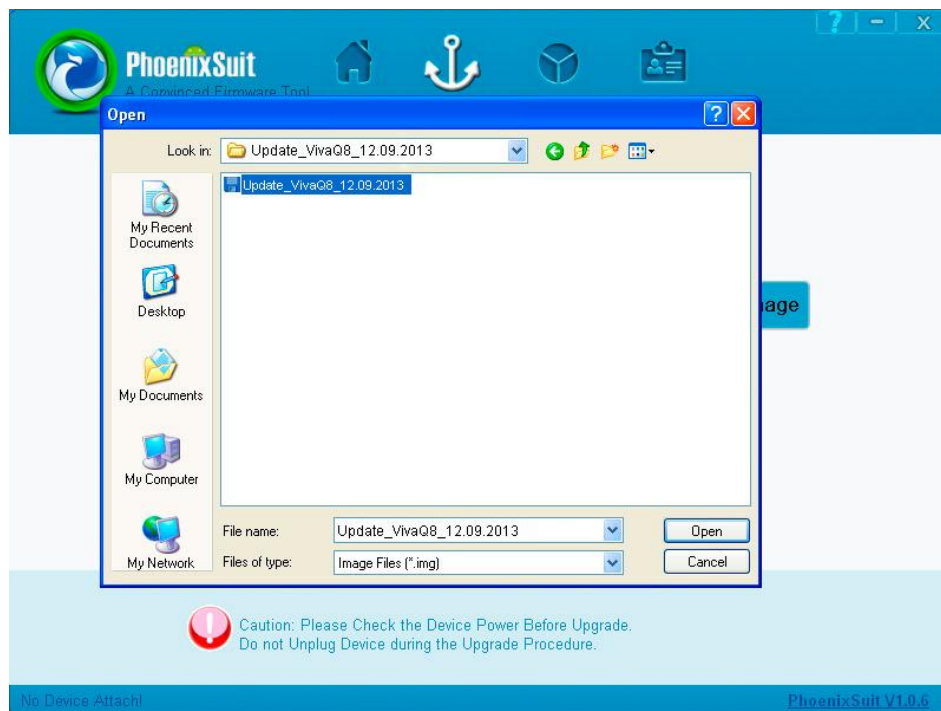 ? — X
PhoenixSuit
A Convinced Firmware Tool
Open
? X
Look in: Update_VivaQ8_12.09.2013
Update_VivaQ8_12.09.2013
My Recent
Documents
Desktop
My Documents
My Computer
My Network
File name: Update_VivaQ8_12.09.2013 Open
Files of type: Image Files (*.img) Cancel
Caution: Please Check the Device Power Before Upgrade.
Do not Unplug Device during the Upgrade Procedure.
No Device Attach! PhoenixSuit V1.0.6